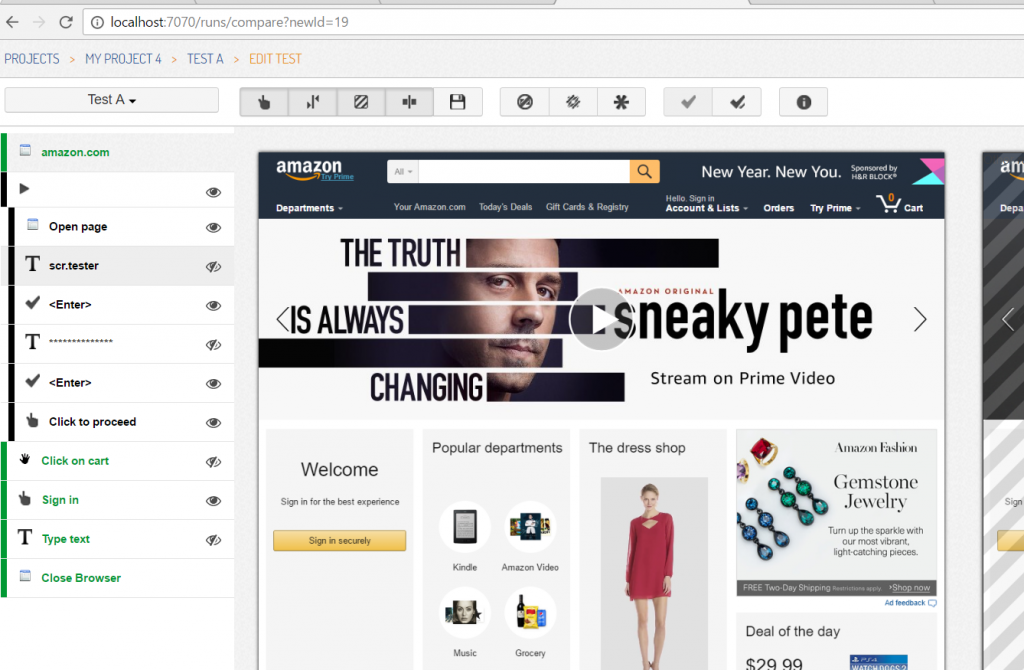 localhost:7070/runs/compare?newId=19
PROJECTS > MY PROJECT 4 > TEST A > EDIT TEST
Test A
amazon.com
Open page
scr.tester
<Enter>
**************
<Enter>
Click to proceed
Click on cart
Sign in
Type text
Close Browser
amazon
Try Prime
All
New Year. New You.
Sponsored by
H&R BLOCK®
Departments
Your Amazon.com Today's Deals Gift Cards & Registry
Hello. Sign in
Account & Lists Orders Try Prime 0 Cart
THE TRUTH
IS ALWAYS
CHANGING
AMAZON ORIGINAL
sneaky pete
Stream on Prime Video
Welcome
Sign in for the best experience
Sign in securely
Popular departments
Kindle Amazon Video
Music Grocery
The dress shop
Amazon Fashion
Gemstone
Jewelry
Turn up the sparkle with
our most vibrant,
light-catching pieces.
FREE Two-Day Shipping Restrictions apply ›Shop now
Ad feedback
Deal of the day
$29.99
PS4
WATCH DOGS 2
am
Depa
Sign